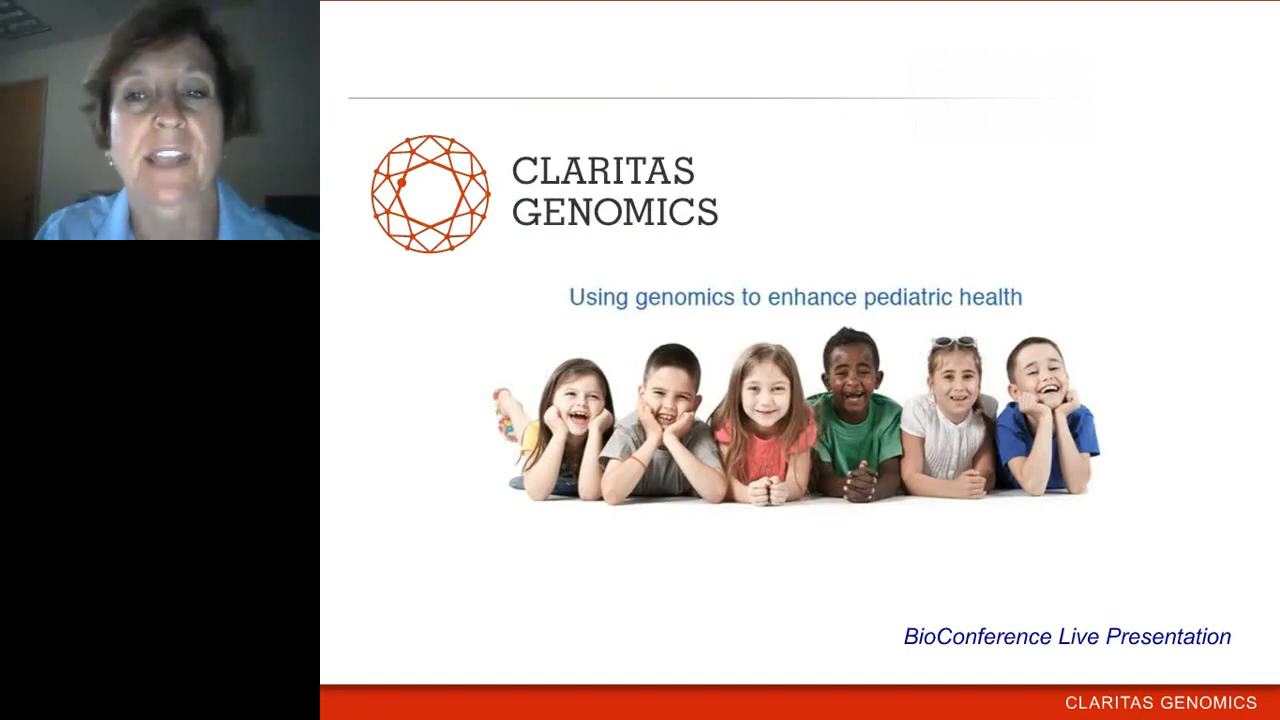 CLARITAS
GENOMICS
Using genomics to enhance pediatric health
BioConference Live Presentation
CLARITAS GENOMICS